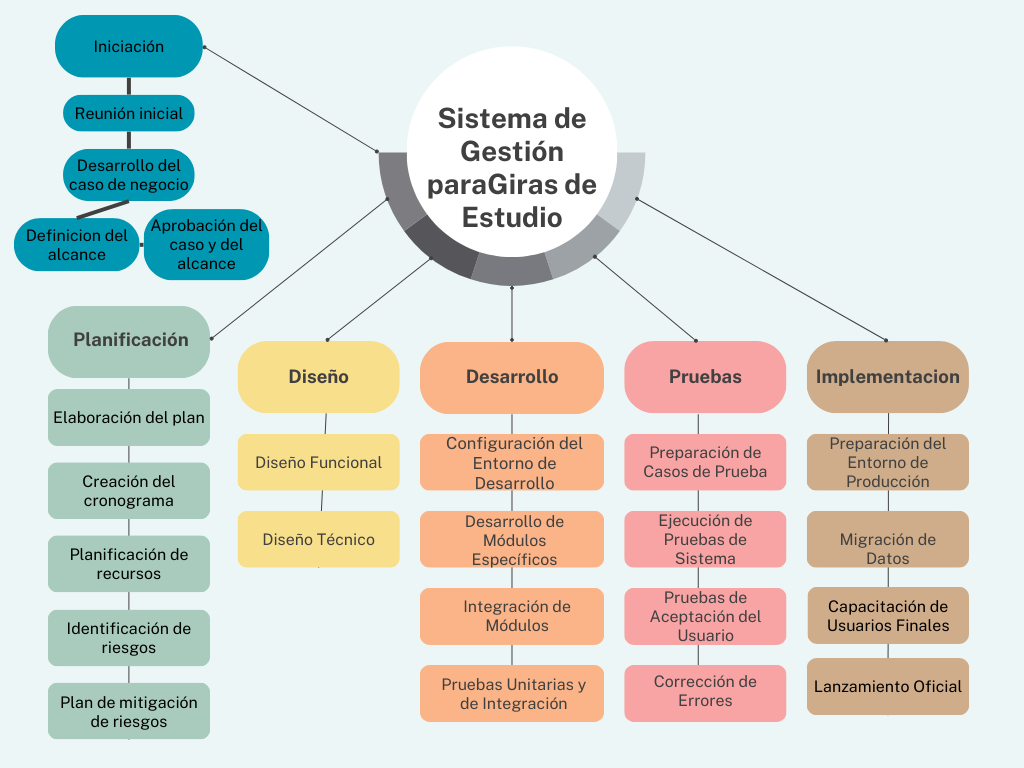 Sistema de
Gestión
paraGiras de
Estudio
Iniciación
Reunión inicial
Desarrollo del
caso de negocio
Definicion del
alcance
Aprobación del
caso y del
alcance
Planificación
Elaboración del plan
Creación del
cronograma
Planificación de
recursos
Identificación de
riesgos
Plan de mitigación
de riesgos
Diseño
Diseño Funcional
Diseño Técnico
Desarrollo
Configuración del
Entorno de
Desarrollo
Desarrollo de
Módulos
Específicos
Integración de
Módulos
Pruebas Unitarias y
de Integración
Pruebas
Preparación de
Casos de Prueba
Ejecución de
Pruebas de
Sistema
Pruebas de
Aceptación del
Usuario
Corrección de
Errores
Implementacion
Preparación del
Entorno de
Producción
Migración de
Datos
Capacitación de
Usuarios Finales
Lanzamiento Oficial